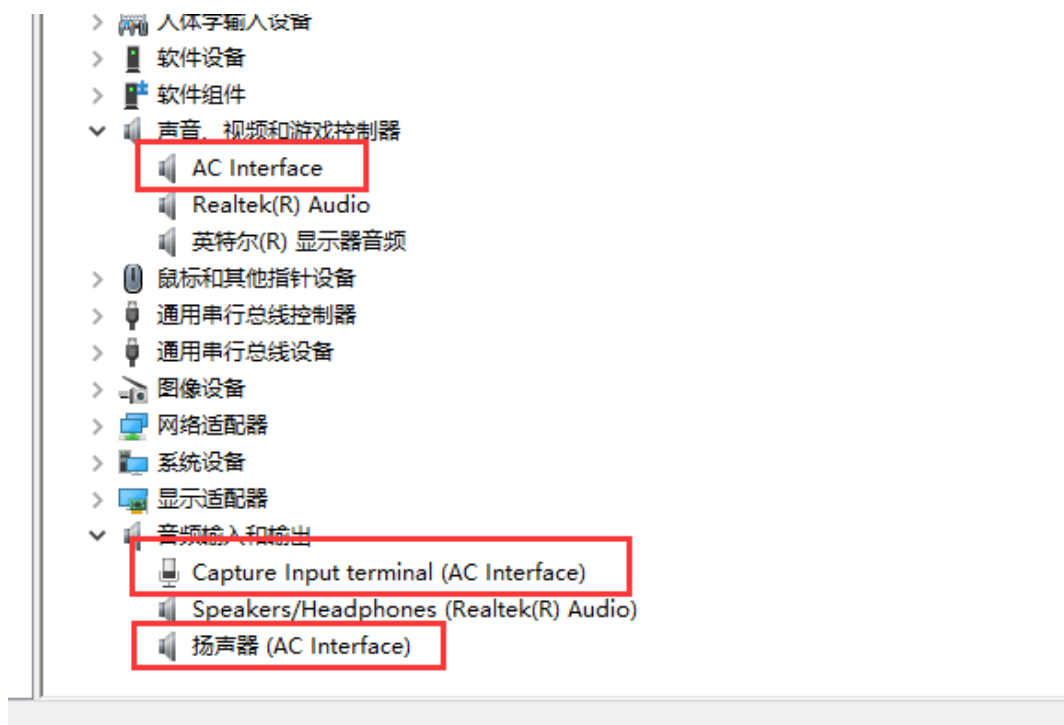 人体学输入设备
软件设备
软件组件
声音、视频和游戏控制器
AC Interface
Realtek(R) Audio
英特尔(R) 显示器音频
鼠标和其他指针设备
通用串行总线控制器
通用串行总线设备
图像设备
网络适配器
系统设备
显示适配器
音频输入和输出
Capture Input terminal (AC Interface)
Speakers/Headphones (Realtek(R) Audio)
扬声器 (AC Interface)